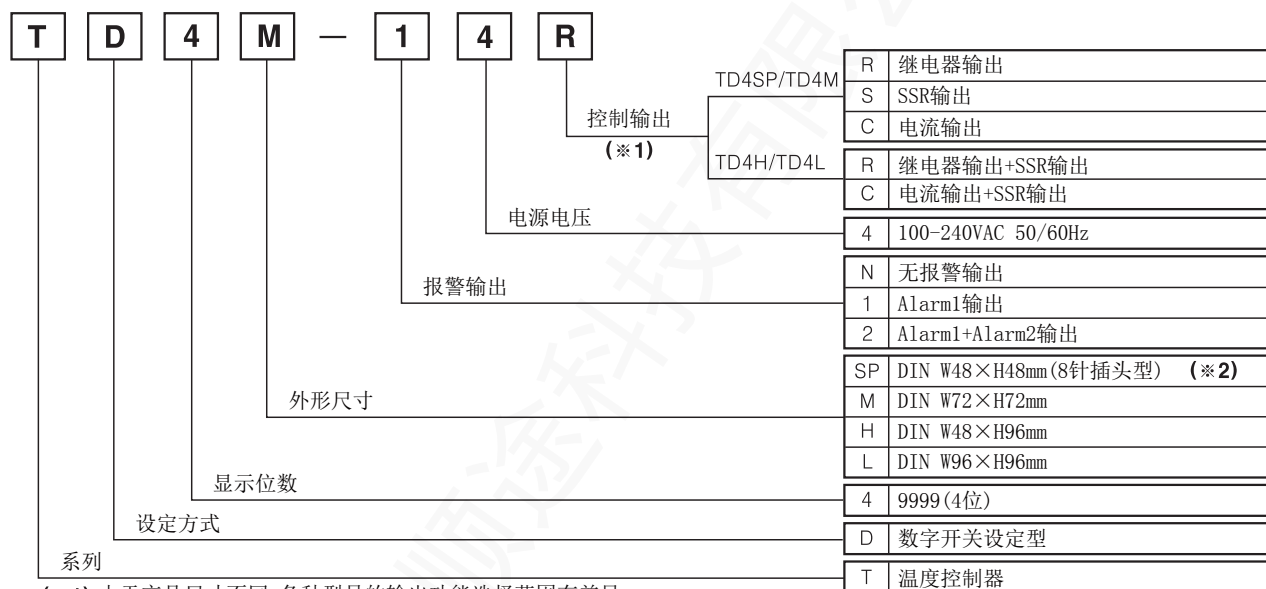 T D 4 M — 1 4 R
TD4SP/TD4M
R 继电器输出
S SSR输出
C 电流输出
控制输出
(※1)
TD4H/TD4L
R 继电器输出+SSR输出
C 电流输出+SSR输出
电源电压
4 100-240VAC 50/60Hz
报警输出
N 无报警输出
1 Alarm1输出
2 Alarm1+Alarm2输出
外形尺寸
SP DIN W48×H48mm(8针插头型) (※2)
M DIN W72×H72mm
H DIN W48×H96mm
L DIN W96×H96mm
显示位数
4 9999(4位)
设定方式
D 数字开关设定型
系列
T 温度控制器
顺途科技有限